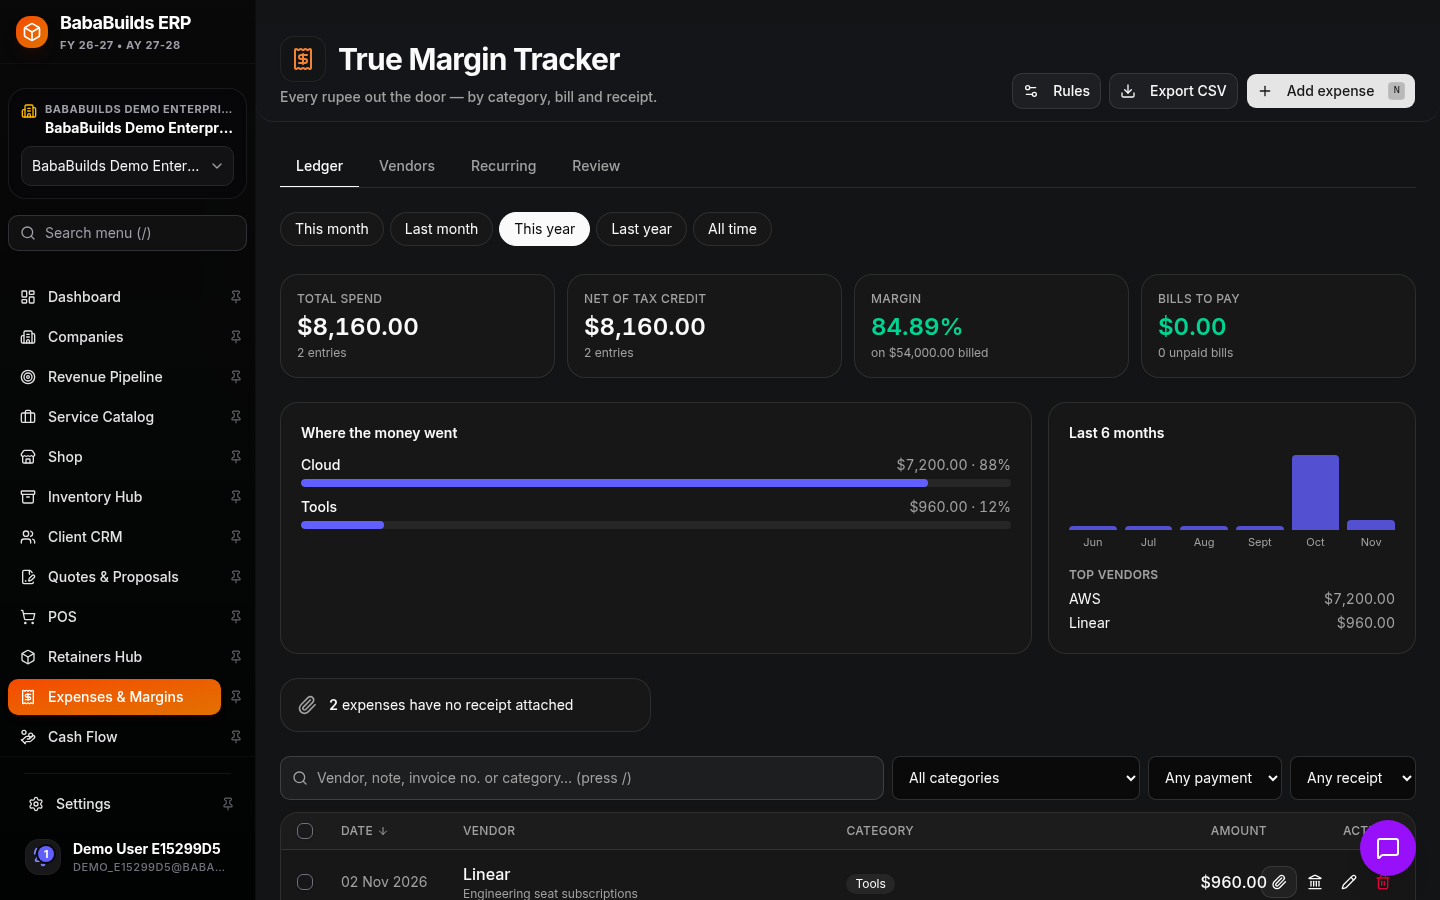 BabaBuilds ERP
FY 26-27 • AY 27-28
BABABUILDS DEMO ENTERPRI...
BabaBuilds Demo Enterpr...
BabaBuilds Demo Enter...
Search menu (/)
Dashboard
Companies
Revenue Pipeline
Service Catalog
Shop
Inventory Hub
Client CRM
Quotes & Proposals
POS
Retainers Hub
Expenses & Margins
Cash Flow
Settings
1
Demo User E15299D5
DEMO_E15299D5@BABA...
True Margin Tracker
Every rupee out the door — by category, bill and receipt.
Rules
Export CSV
Add expense N
Ledger Vendors Recurring Review
This month Last month This year Last year All time
TOTAL SPEND
$8,160.00
2 entries
NET OF TAX CREDIT
$8,160.00
2 entries
MARGIN
84.89%
on $54,000.00 billed
BILLS TO PAY
$0.00
0 unpaid bills
Where the money went
Cloud $7,200.00 · 88%
Tools $960.00 · 12%
Last 6 months
Jun Jul Aug Sept Oct Nov
TOP VENDORS
AWS $7,200.00
Linear $960.00
2 expenses have no receipt attached
Vendor, note, invoice no. or category... (press /)
All categories
Any payment
Any receipt
DATE ↓ VENDOR CATEGORY AMOUNT ACT
02 Nov 2026 Linear Tools $960.00
Engineering seat subscriptions